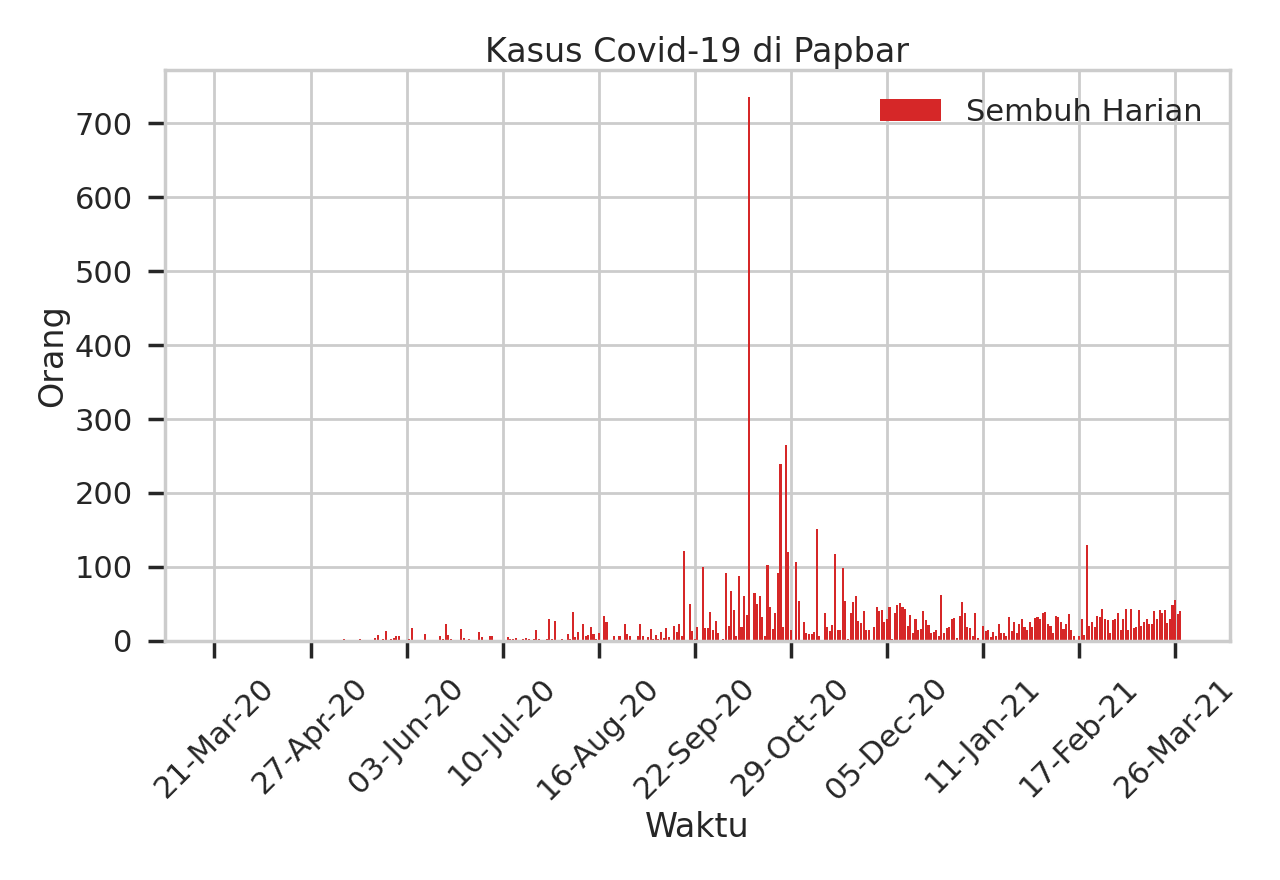 Kasus Covid-19 di Papbar
Sembuh Harian
700
600
500
400
300
200
100
0
Orang
21-Mar-20
27-Apr-20
03-Jun-20
10-Jul-20
16-Aug-20
22-Sep-20
29-Oct-20
05-Dec-20
11-Jan-21
17-Feb-21
26-Mar-21
Waktu